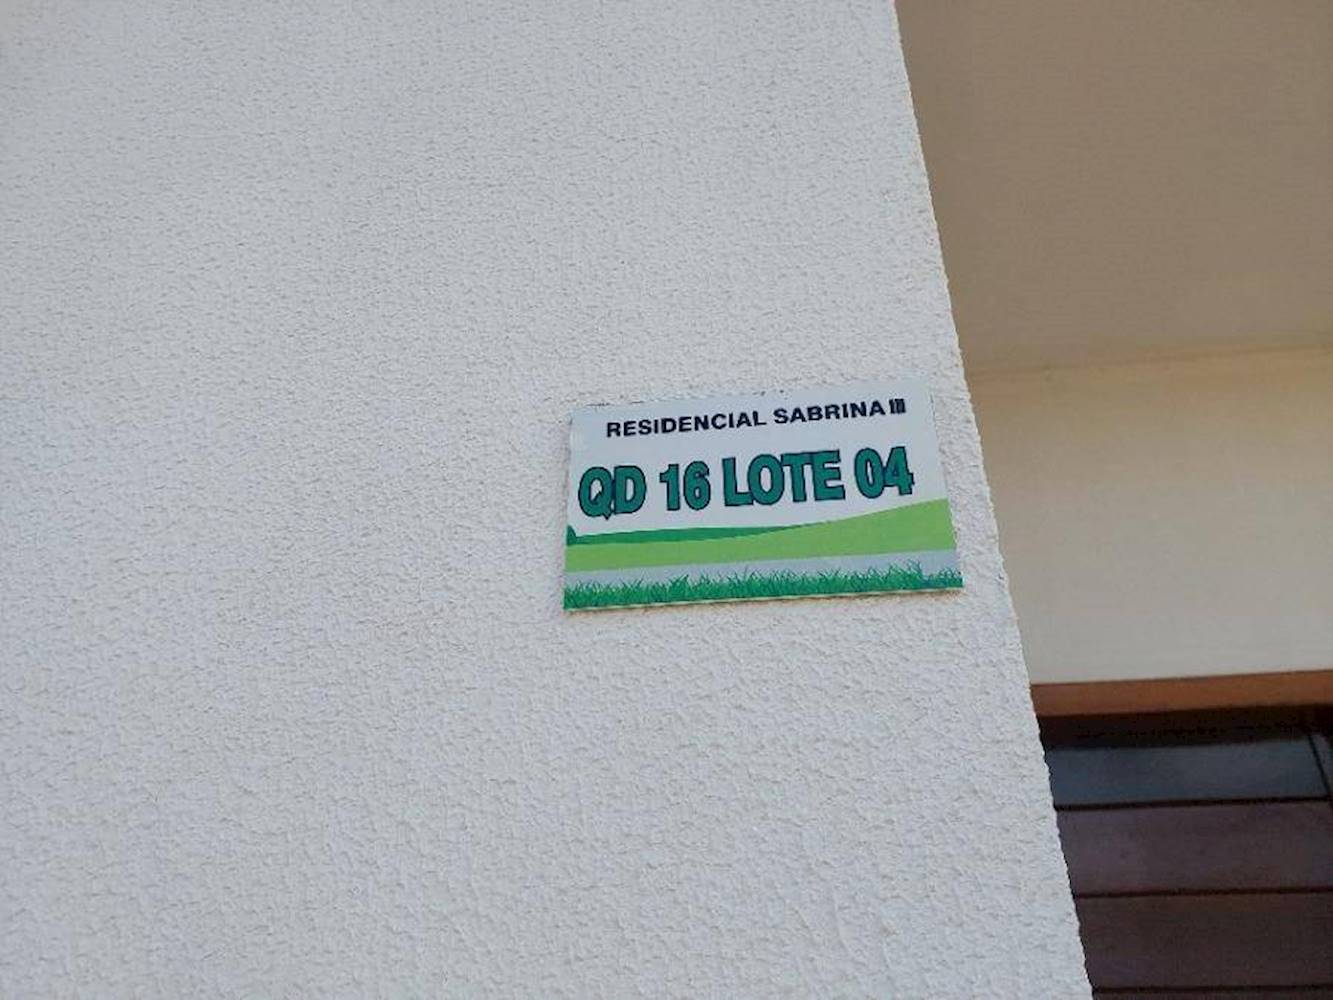 RESIDENCIAL SABRINA III
QD 16 LOTE 04